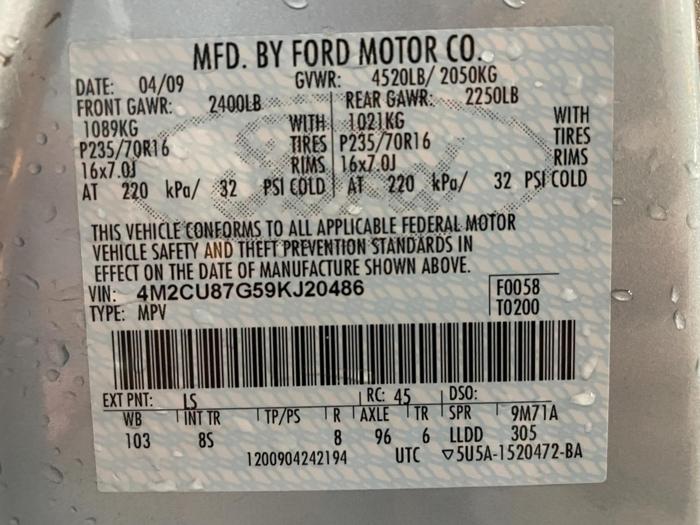 MFD. BY FORD MOTOR CO.
DATE: 04/09 GVWR: 4520LB/ 2050KG
FRONT GAWR: 2400LB REAR GAWR: 2250LB
1089KG WITH 1021KG WITH
P235/70R16 TIRES P235/70R16 TIRES
16x7.0J RIMS 16x7.0J RIMS
AT 220 kPa/ 32 PSI COLD AT 220 kPa/ 32 PSI COLD
THIS VEHICLE CONFORMS TO ALL APPLICABLE FEDERAL MOTOR
VEHICLE SAFETY AND THEFT PREVENTION STANDARDS IN
EFFECT ON THE DATE OF MANUFACTURE SHOWN ABOVE.
VIN: 4M2CU87G59KJ20486 F0058
TYPE: MPV T0200
EXT PNT: LS RC: 45 DSO:
WB INT TR TP/PS R AXLE TR SPR 9M71A
103 8S 8 96 6 LLDD 305
1200904242194 UTC ▽5U5A-1520472-BA